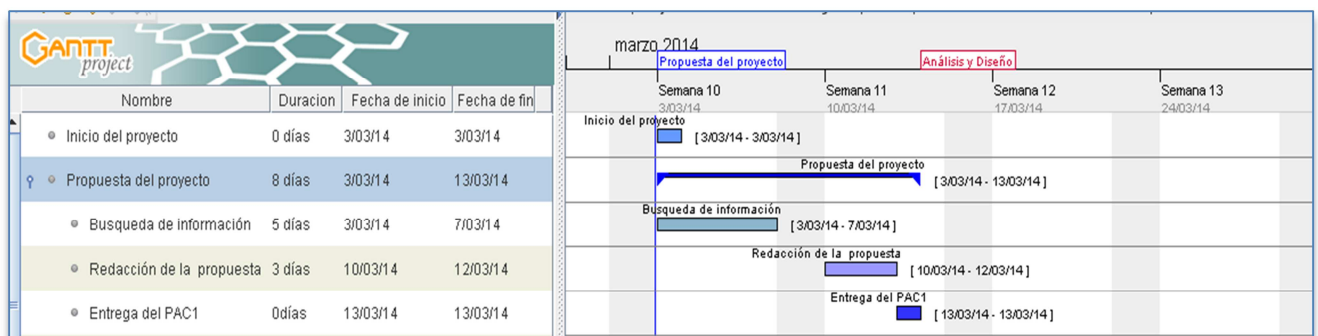 GANTT
project
Nombre Duracion Fecha de inicio Fecha de fin
Inicio del proyecto 0 días 3/03/14 3/03/14
Propuesta del proyecto 8 días 3/03/14 13/03/14
Busqueda de información 5 días 3/03/14 7/03/14
Redacción de la propuesta 3 días 10/03/14 12/03/14
Entrega del PAC1 0días 13/03/14 13/03/14
marzo 2014
Propuesta del proyecto Análisis y Diseño
Semana 10 Semana 11 Semana 12 Semana 13
3/03/14 10/03/14 17/03/14 24/03/14
Inicio del proyecto
[ 3/03/14 - 3/03/14 ]
Propuesta del proyecto
[ 3/03/14 - 13/03/14 ]
Busqueda de información
[ 3/03/14 - 7/03/14 ]
Redacción de la propuesta
[ 10/03/14 - 12/03/14 ]
Entrega del PAC1
[ 13/03/14 - 13/03/14 ]